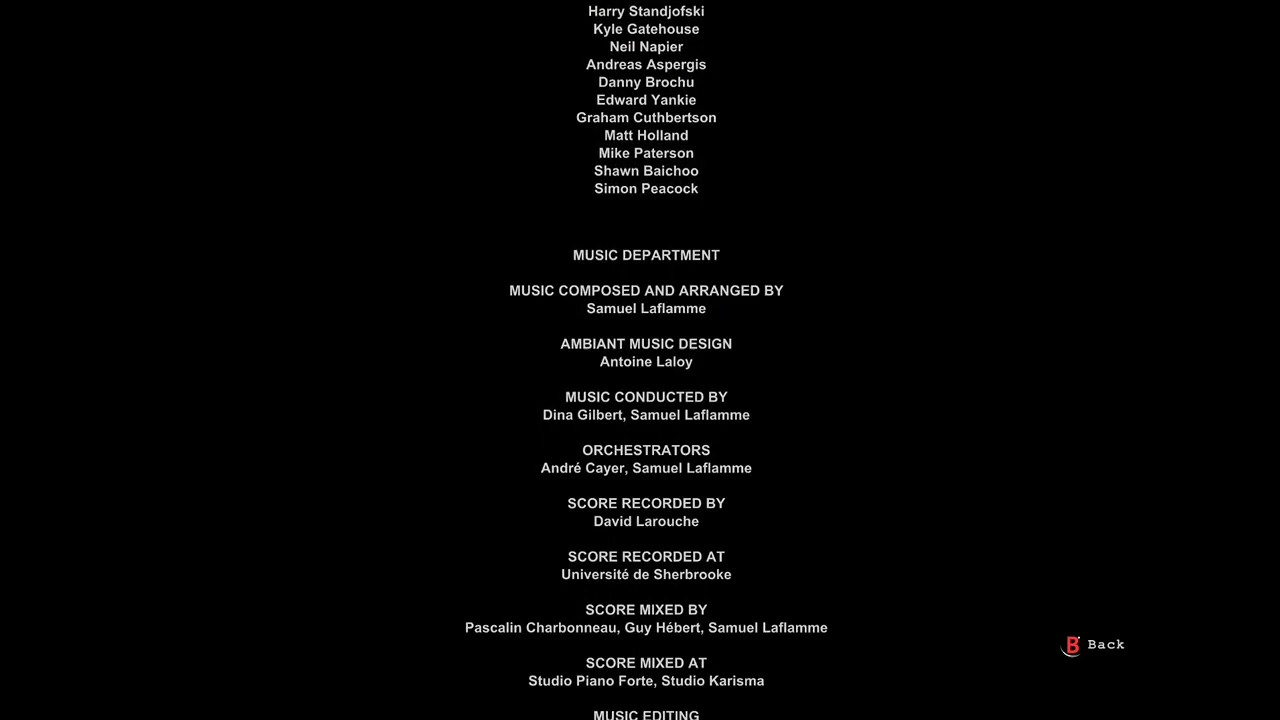 Harry Standjofski
Kyle Gatehouse
Neil Napier
Andreas Aspergis
Danny Brochu
Edward Yankie
Graham Cuthbertson
Matt Holland
Mike Paterson
Shawn Baichoo
Simon Peacock
MUSIC DEPARTMENT
MUSIC COMPOSED AND ARRANGED BY
Samuel Laflamme
AMBIANT MUSIC DESIGN
Antoine Laloy
MUSIC CONDUCTED BY
Dina Gilbert, Samuel Laflamme
ORCHESTRATORS
André Cayer, Samuel Laflamme
SCORE RECORDED BY
David Larouche
SCORE RECORDED AT
Université de Sherbrooke
SCORE MIXED BY
Pascalin Charbonneau, Guy Hébert, Samuel Laflamme
B Back
SCORE MIXED AT
Studio Piano Forte, Studio Karisma
MUSIC EDITING